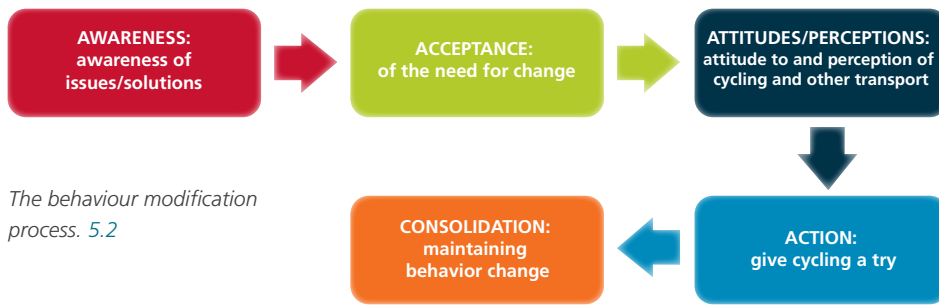 AWARENESS:
awareness of
issues/solutions
ACCEPTANCE:
of the need for change
ATTITUDES/PERCEPTIONS:
attitude to and perception of
cycling and other transport
ACTION:
give cycling a try
CONSOLIDATION:
maintaining
behavior change
The behaviour modification
process. 5.2